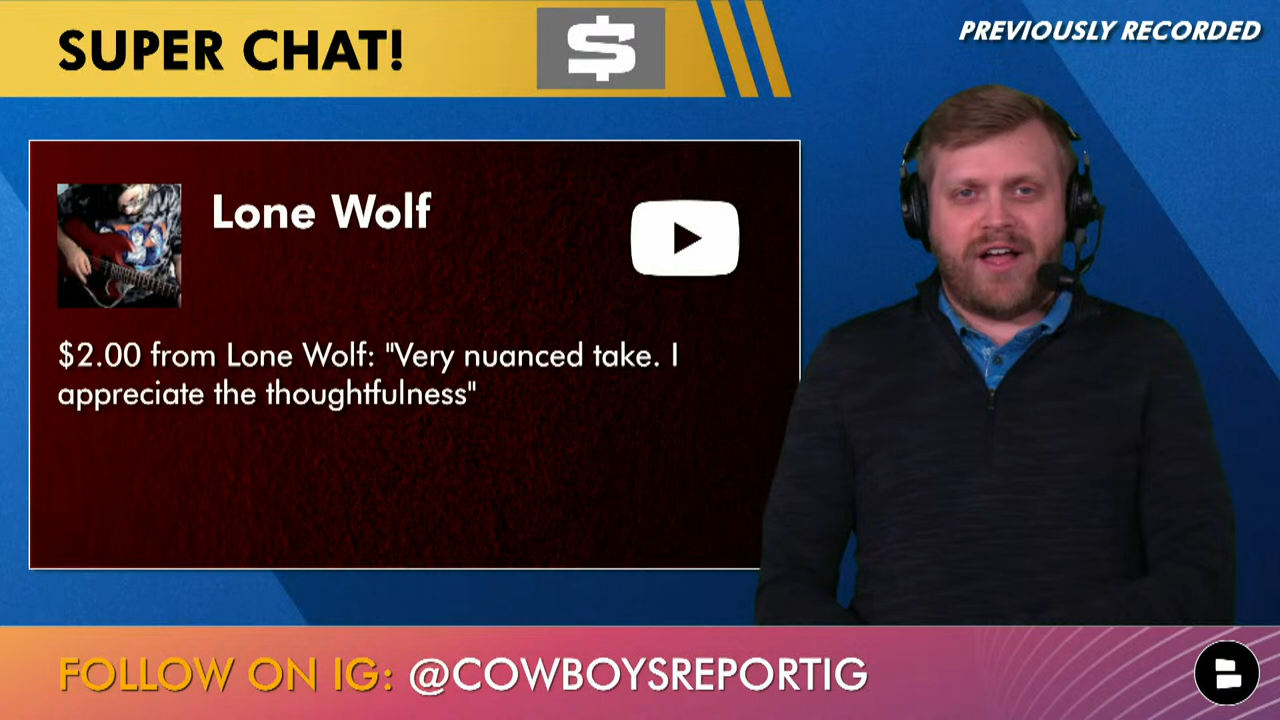 SUPER CHAT!
$
PREVIOUSLY RECORDED
Lone Wolf
$2.00 from Lone Wolf: "Very nuanced take. I
appreciate the thoughtfulness"
FOLLOW ON IG: @COWBOYSREPORTIG